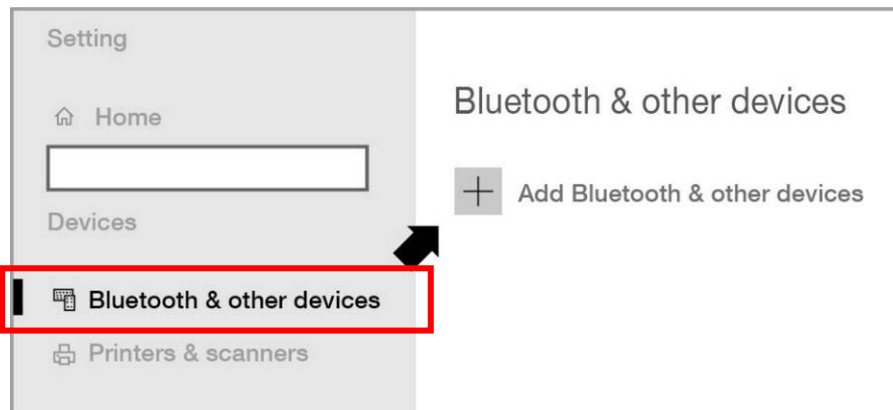 Setting
Home
Devices
Bluetooth & other devices
Printers & scanners
Bluetooth & other devices
Add Bluetooth & other devices